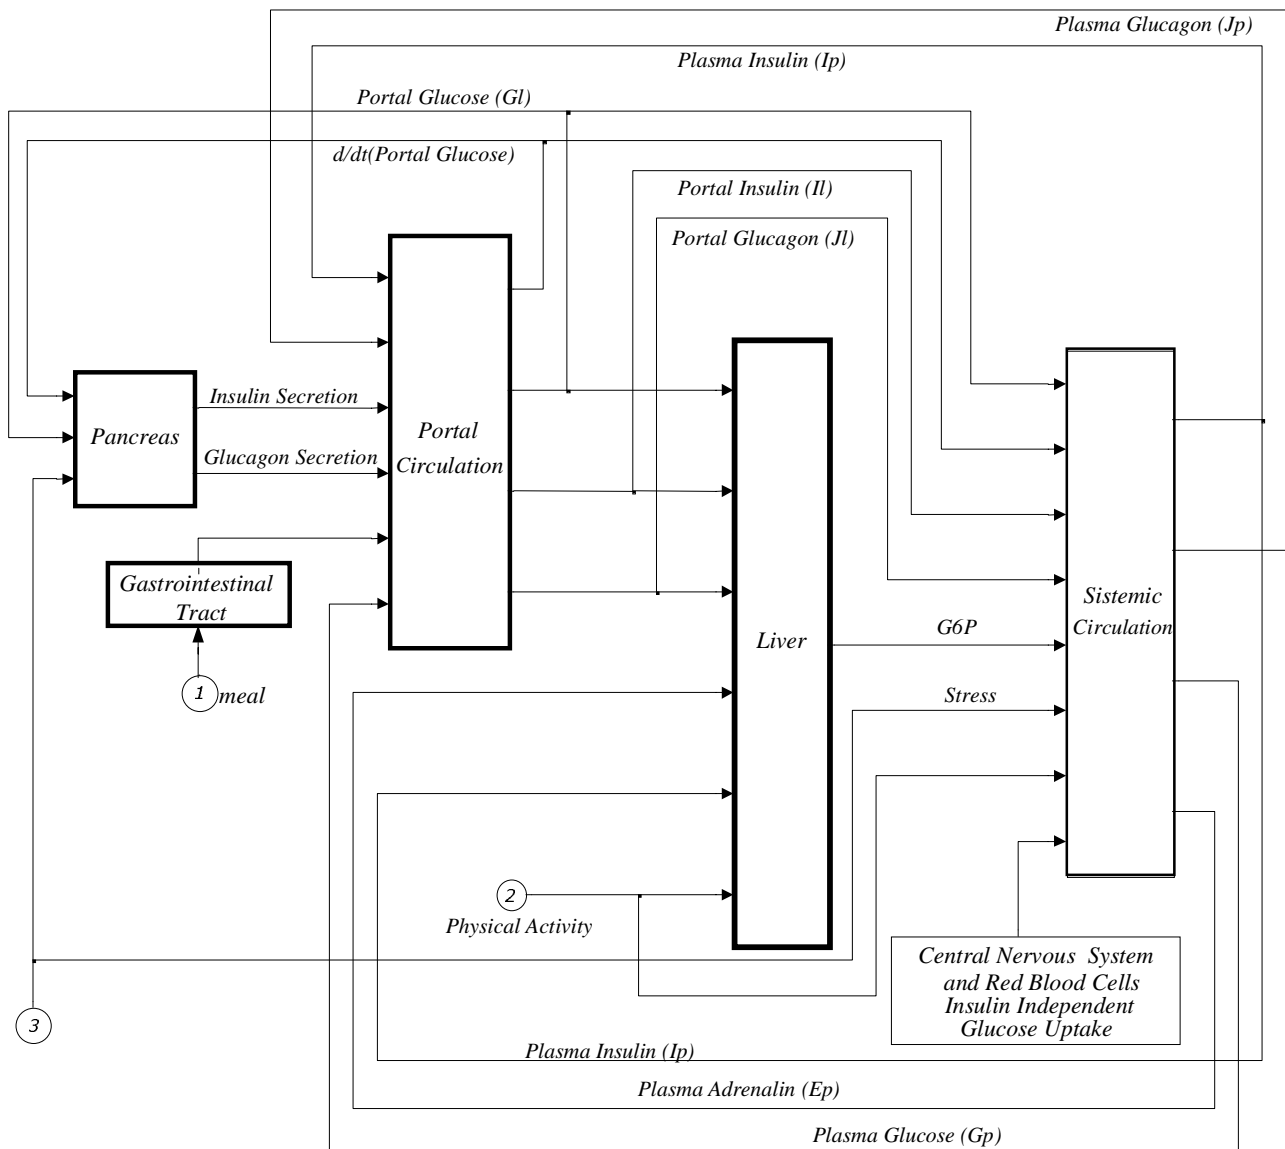 Plasma Glucagon (Jp)
Plasma Insulin (Ip)
Portal Glucose (Gl)
d/dt(Portal Glucose)
Portal Insulin (Il)
Portal Glucagon (Jl)
Insulin Secretion
Pancreas
Glucagon Secretion
Portal
Circulation
Gastrointestinal
Tract
1 meal
Liver
G6P
Sistemic
Circulation
Stress
2
Physical Activity
3
Central Nervous System
and Red Blood Cells
Insulin Independent
Glucose Uptake
Plasma Insulin (Ip)
Plasma Adrenalin (Ep)
Plasma Glucose (Gp)